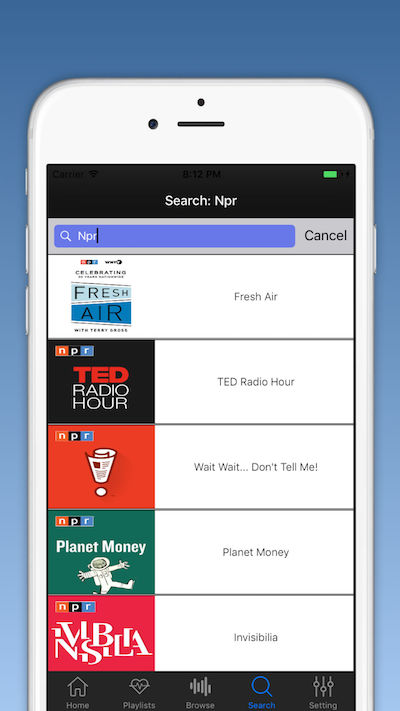 Carrier
8:12 PM
Search: Npr
Npr
Cancel
npr WHYY
CELEBRATING
30 YEARS NATIONWIDE
FRESH
AIR
WITH TERRY GROSS
Fresh Air
npr
TED
RADIO
HOUR
TED Radio Hour
npr
Wait Wait... Don't Tell Me!
npr
Planet Money
Planet Money
npr
INVISIBILIA
Invisibilia
Home
Playlists
Browse
Search
Setting